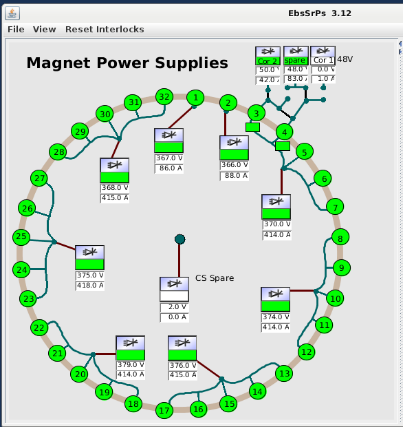 EbsSrPs 3.12
File View Reset Interlocks
Magnet Power Supplies
Cor 2 spare Cor 1 48V
50.0 48.0 0.0 V
42.0 83.0 1.0 A
32 1
31 2
30 3
29 4
28 5
367.0 V
86.0 A
366.0 V
88.0 A
368.0 V
415.0 A
27 6
26 7
370.0 V
414.0 A
25 8
24 9
23 10
375.0 V
418.0 A
CS Spare
2.0 V
0.0 A
374.0 V
414.0 A
22 11
21 12
379.0 V
414.0 A
376.0 V
415.0 A
20 13
19 14
18 15
17 16